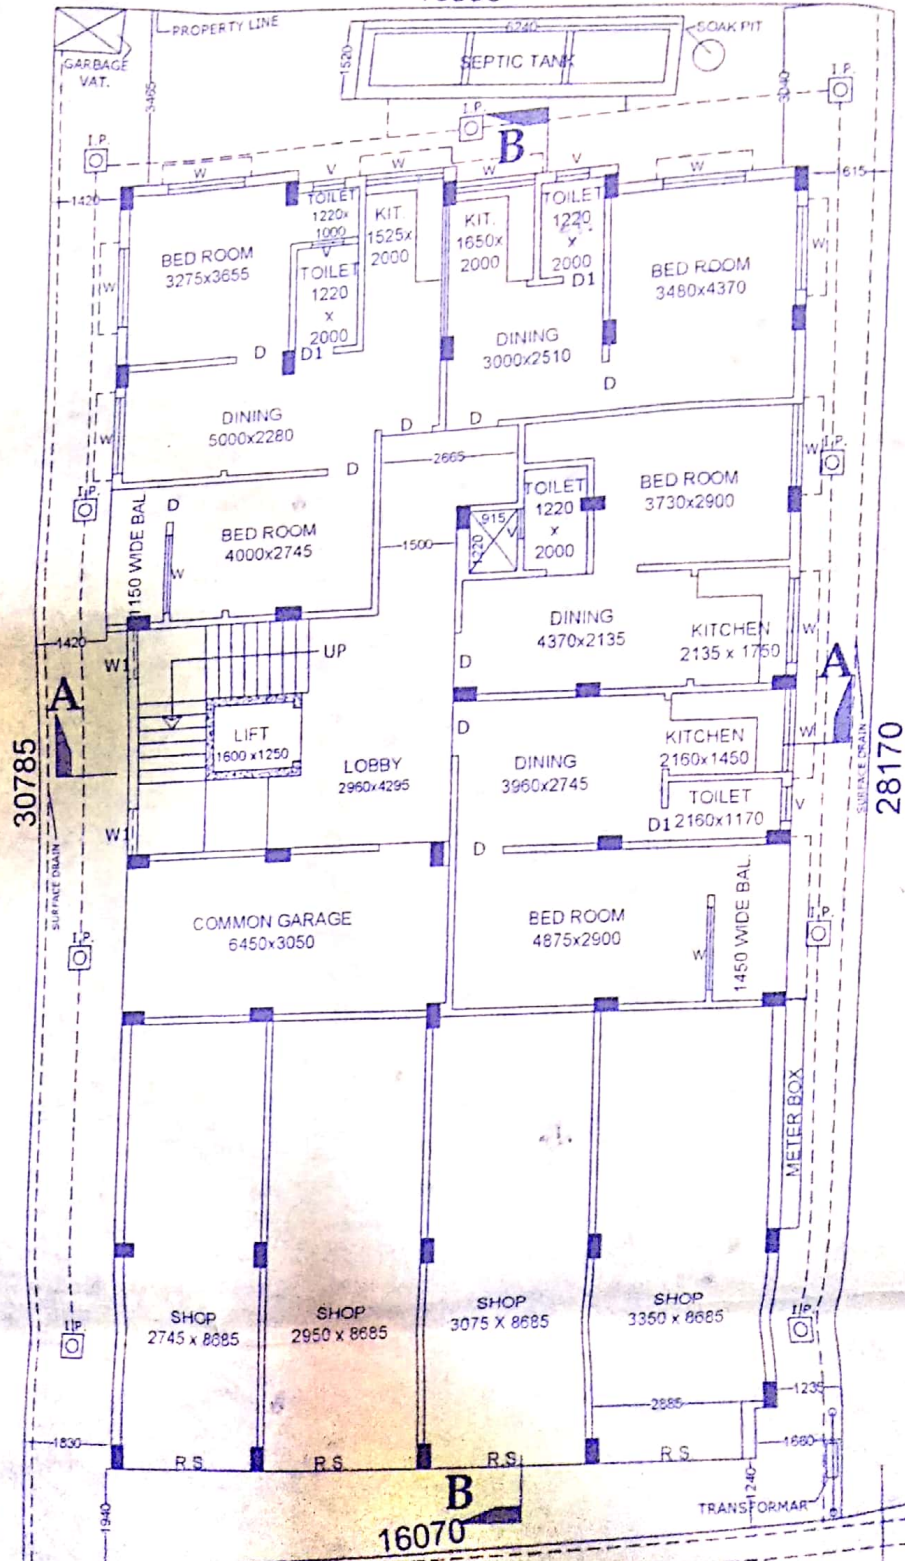 PROPERTY LINE
6240
SOAK PIT
GARBAGE
VAT.
1520
SEPTIC TANK
3465
3040
I.P.
I.P.
I.P.
B
W
V
W
W
V
W
1420
615
TOILET
1220x
1000
KIT.
1525x
2000
KIT.
1650x
2000
TOILET
1220
x
2000
BED ROOM
3275x3655
V
TOILET
1220
x
2000
BED ROOM
3480x4370
W
W
D1
DINING
3000x2510
D
D1
D
DINING
5000x2280
D
D
W
2665
W
I.P.
D
BED ROOM
3730x2900
I.P.
D
TOILET
1220
x
2000
1150 WIDE BAL
BED ROOM
4000x2745
915
1220
V
1500
W
DINING
4370x2135
KITCHEN
2135 x 1750
W
1420
W1
UP
D
A
A
LIFT
1600 x1250
D
KITCHEN
2160x1450
W
LOBBY
2960x4295
DINING
3960x2745
30785
28170
SURFACE DRAIN
TOILET
2160x1170
V
W1
D1
D
SURFACE DRAIN
COMMON GARAGE
6450x3050
BED ROOM
4875x2900
1450 WIDE BAL.
W
I.P.
I.P.
METER BOX
SHOP
2745 x 8685
SHOP
2950 x 8685
SHOP
3075 X 8685
SHOP
3350 x 8685
I.P.
I.P.
2885
1235
1830
1660
R.S.
R.S.
R.S.
R.S.
B
1940
1240
TRANSFORMAR
16070